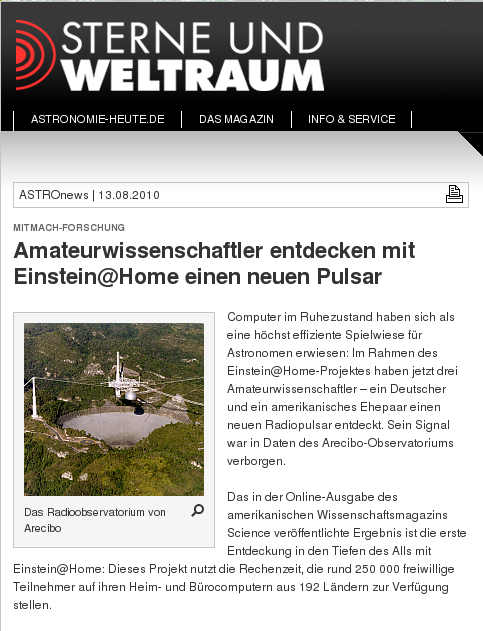 STERNE UND
WELTRAUM
ASTRONOMIE-HEUTE.DE
DAS MAGAZIN
INFO & SERVICE
ASTROnews | 13.08.2010
MITMACH-FORSCHUNG
Amateurwissenschaftler entdecken mit
Einstein@Home einen neuen Pulsar
Das Radioobservatorium von
Arecibo
Computer im Ruhezustand haben sich als
eine höchst effiziente Spielwiese für
Astronomen erwiesen: Im Rahmen des
Einstein@Home-Projektes haben jetzt drei
Amateurwissenschaftler – ein Deutscher
und ein amerikanisches Ehepaar einen
neuen Radiopulsar entdeckt. Sein Signal
war in Daten des Arecibo-Observatoriums
verborgen.
Das in der Online-Ausgabe des
amerikanischen Wissenschaftsmagazins
Science veröffentlichte Ergebnis ist die erste
Entdeckung in den Tiefen des Alls mit
Einstein@Home: Dieses Projekt nutzt die Rechenzeit, die rund 250 000 freiwillige
Teilnehmer auf ihren Heim- und Bürocomputern aus 192 Ländern zur Verfügung
stellen.